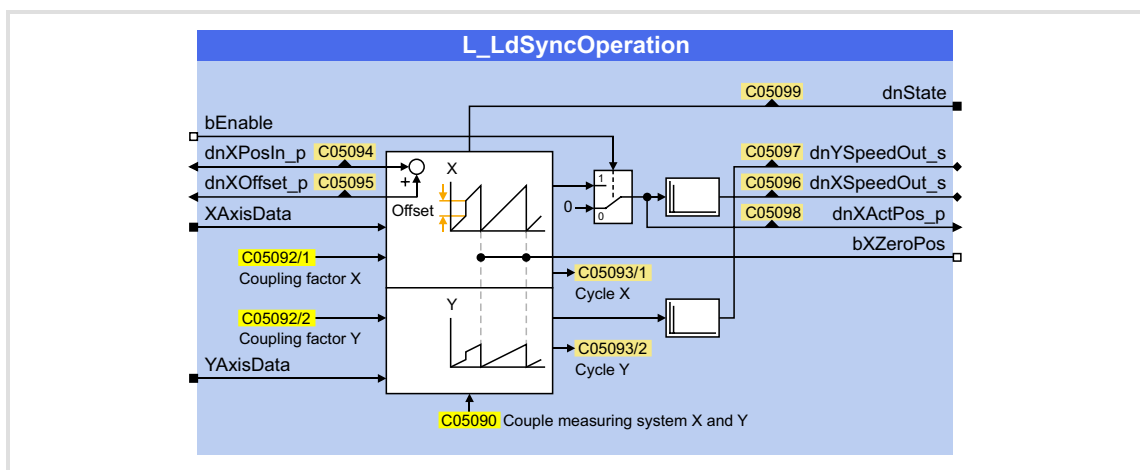 L_LdSyncOperation
C05099 dnState
bEnable
dnXPosIn_p C05094
C05097 dnYSpeedOut_s
dnXOffset_p C05095
C05096 dnXSpeedOut_s
X
+
Offset
1
0
0
C05098 dnXActPos_p
XAxisData
bXZeroPos
C05092/1
Coupling factor X
C05093/1
Cycle X
Y
C05092/2
Coupling factor Y
C05093/2
Cycle Y
YAxisData
C05090 Couple measuring system X and Y